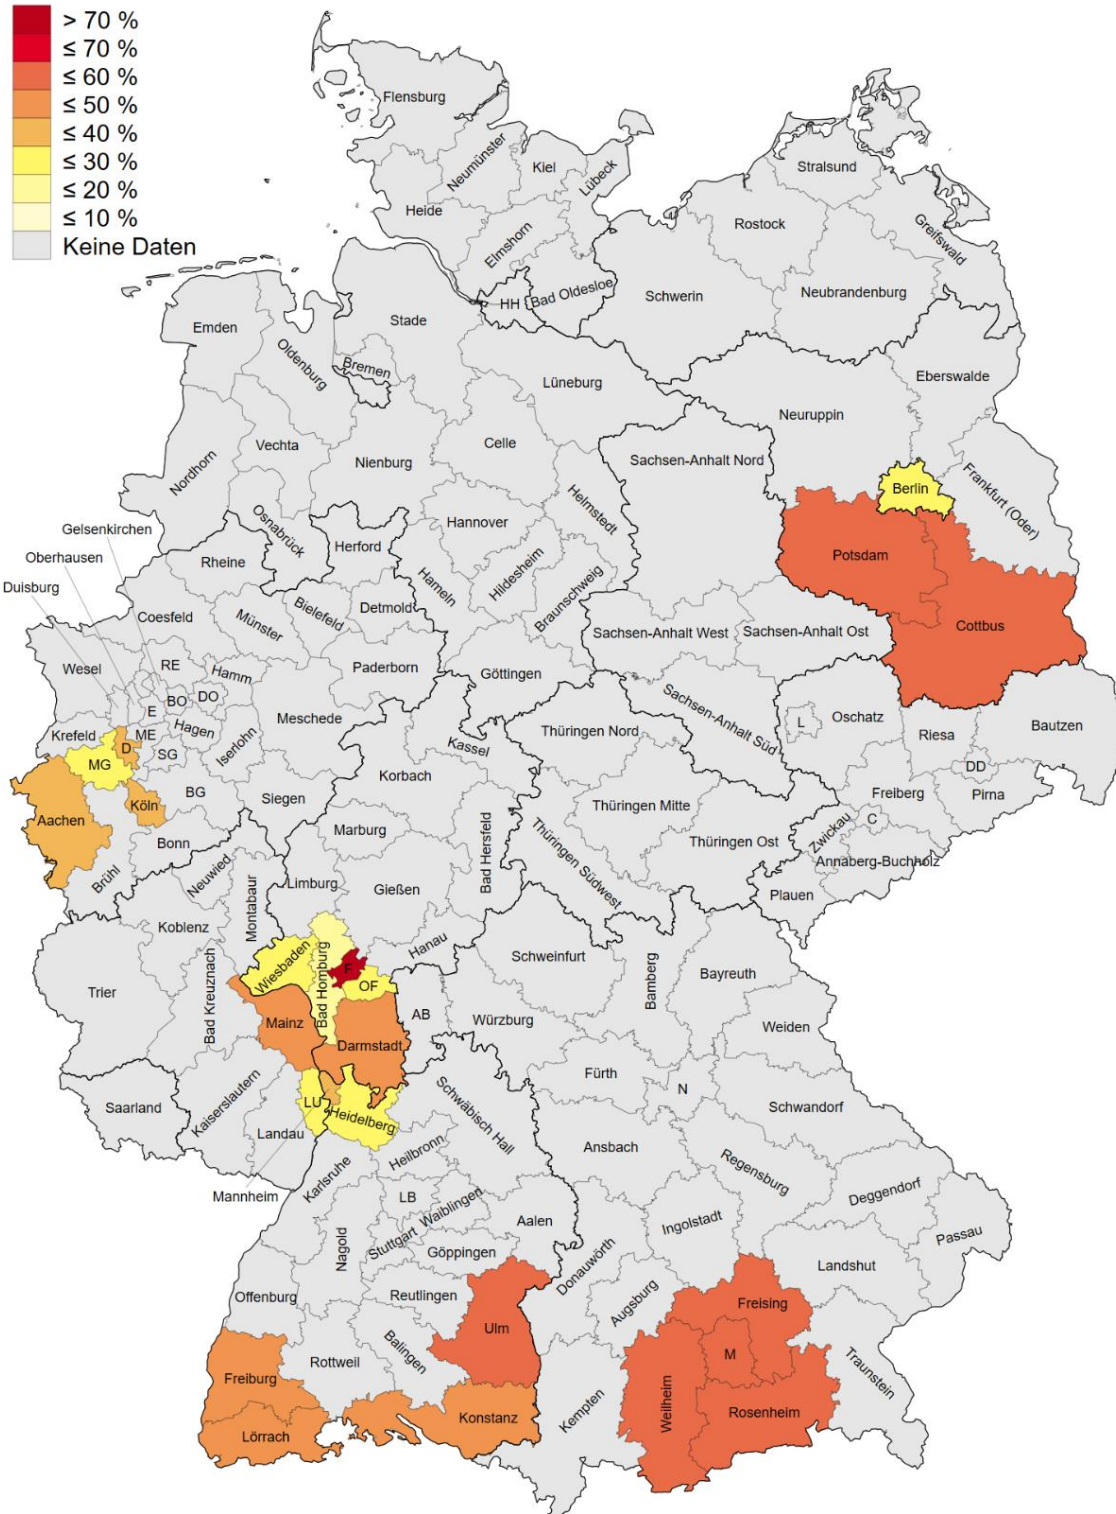 > 70 %
≤ 70 %
≤ 60 %
≤ 50 %
≤ 40 %
≤ 30 %
≤ 20 %
≤ 10 %
Keine Daten
Flensburg
Neumünster
Kiel
Lübeck
Heide
Elmshorn
Stralsund
Rostock
Greifswald
HH
Bad Oldesloe
Schwerin
Neubrandenburg
Emden
Oldenburg
Stade
Bremen
Lüneburg
Eberswalde
Neuruppin
Vechta
Nienburg
Celle
Sachsen-Anhalt Nord
Nordhorn
Berlin
Frankfurt (Oder)
Helmstedt
Gelsenkirchen
Osnabrück
Hannover
Oberhausen
Herford
Rheine
Potsdam
Duisburg
Hameln
Hildesheim
Braunschweig
Coesfeld
Münster
Bielefeld
Detmold
Cottbus
Sachsen-Anhalt West
Sachsen-Anhalt Ost
Wesel
RE
Hamm
Paderborn
Göttingen
E
BO
DO
Meschede
Sachsen-Anhalt Süd
L
Oschatz
Bautzen
Krefeld
D
ME
Hagen
Iserlohn
Thüringen Nord
Riesa
Kassel
MG
SG
Korbach
DD
Köln
BG
Siegen
Freiberg
Pirna
Thüringen Mitte
Aachen
Marburg
Bad Hersfeld
Zwickau
C
Bonn
Thüringen Ost
Annaberg-Buchholz
Brühl
Neuwied
Limburg
Gießen
Thüringen Südwest
Plauen
Montabaur
Koblenz
Hanau
Schweinfurt
Bamberg
Bayreuth
Wiesbaden
Bad Homburg
F
OF
Trier
Bad Kreuznach
Mainz
AB
Würzburg
Weiden
Darmstadt
Fürth
N
Saarland
Kaiserslautern
LU
Heidelberg
Schwäbisch Hall
Schwandorf
Landau
Ansbach
Heilbronn
Regensburg
Mannheim
Karlsruhe
LB
Waiblingen
Deggendorf
Stuttgart
Aalen
Ingolstadt
Passau
Nagold
Göppingen
Donauwörth
Landshut
Offenburg
Reutlingen
Augsburg
Freising
Ulm
Balingen
Rottweil
M
Traunstein
Freiburg
Weilheim
Kempten
Rosenheim
Konstanz
Lörrach